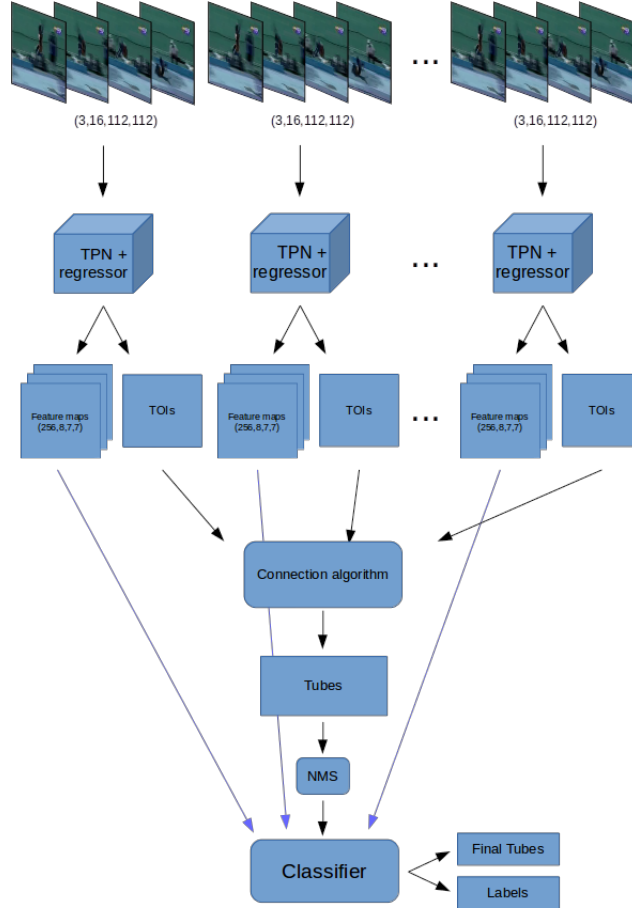 ...
(3,16,112,112)
(3,16,112,112)
(3,16,112,112)
TPN +
regressor
TPN +
regressor
...
TPN +
regressor
Feature maps
(256,8,7,7)
TOIs
Feature maps
(256,8,7,7)
TOIs
...
Feature maps
(256,8,7,7)
TOIs
Connection algorithm
Tubes
NMS
Classifier
Final Tubes
Labels